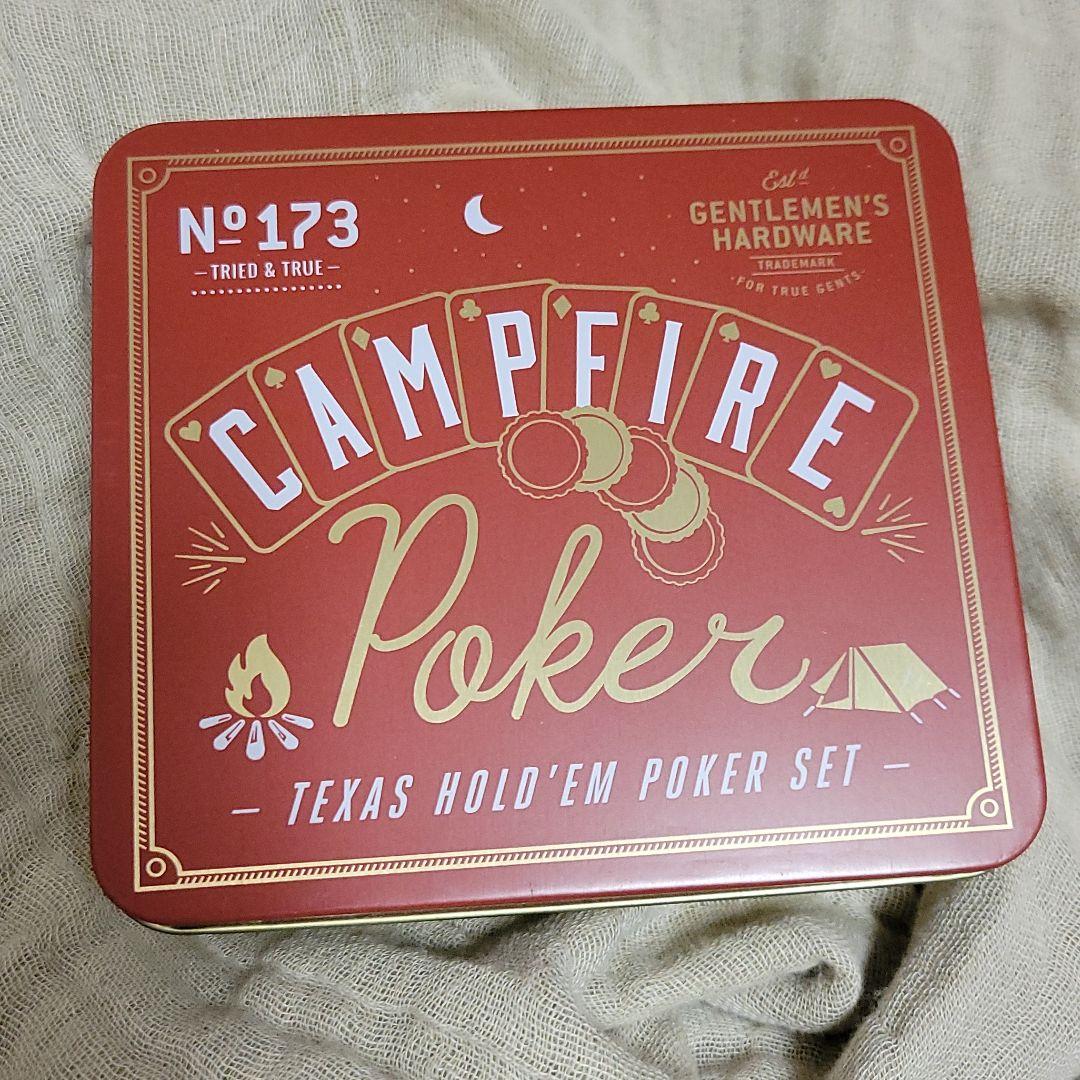 Nº 173
– TRIED & TRUE –
Estd
GENTLEMEN'S
HARDWARE
TRADEMARK
·FOR TRUE GENTS·
CAMPFIRE
Poker
– TEXAS HOLD'EM POKER SET –